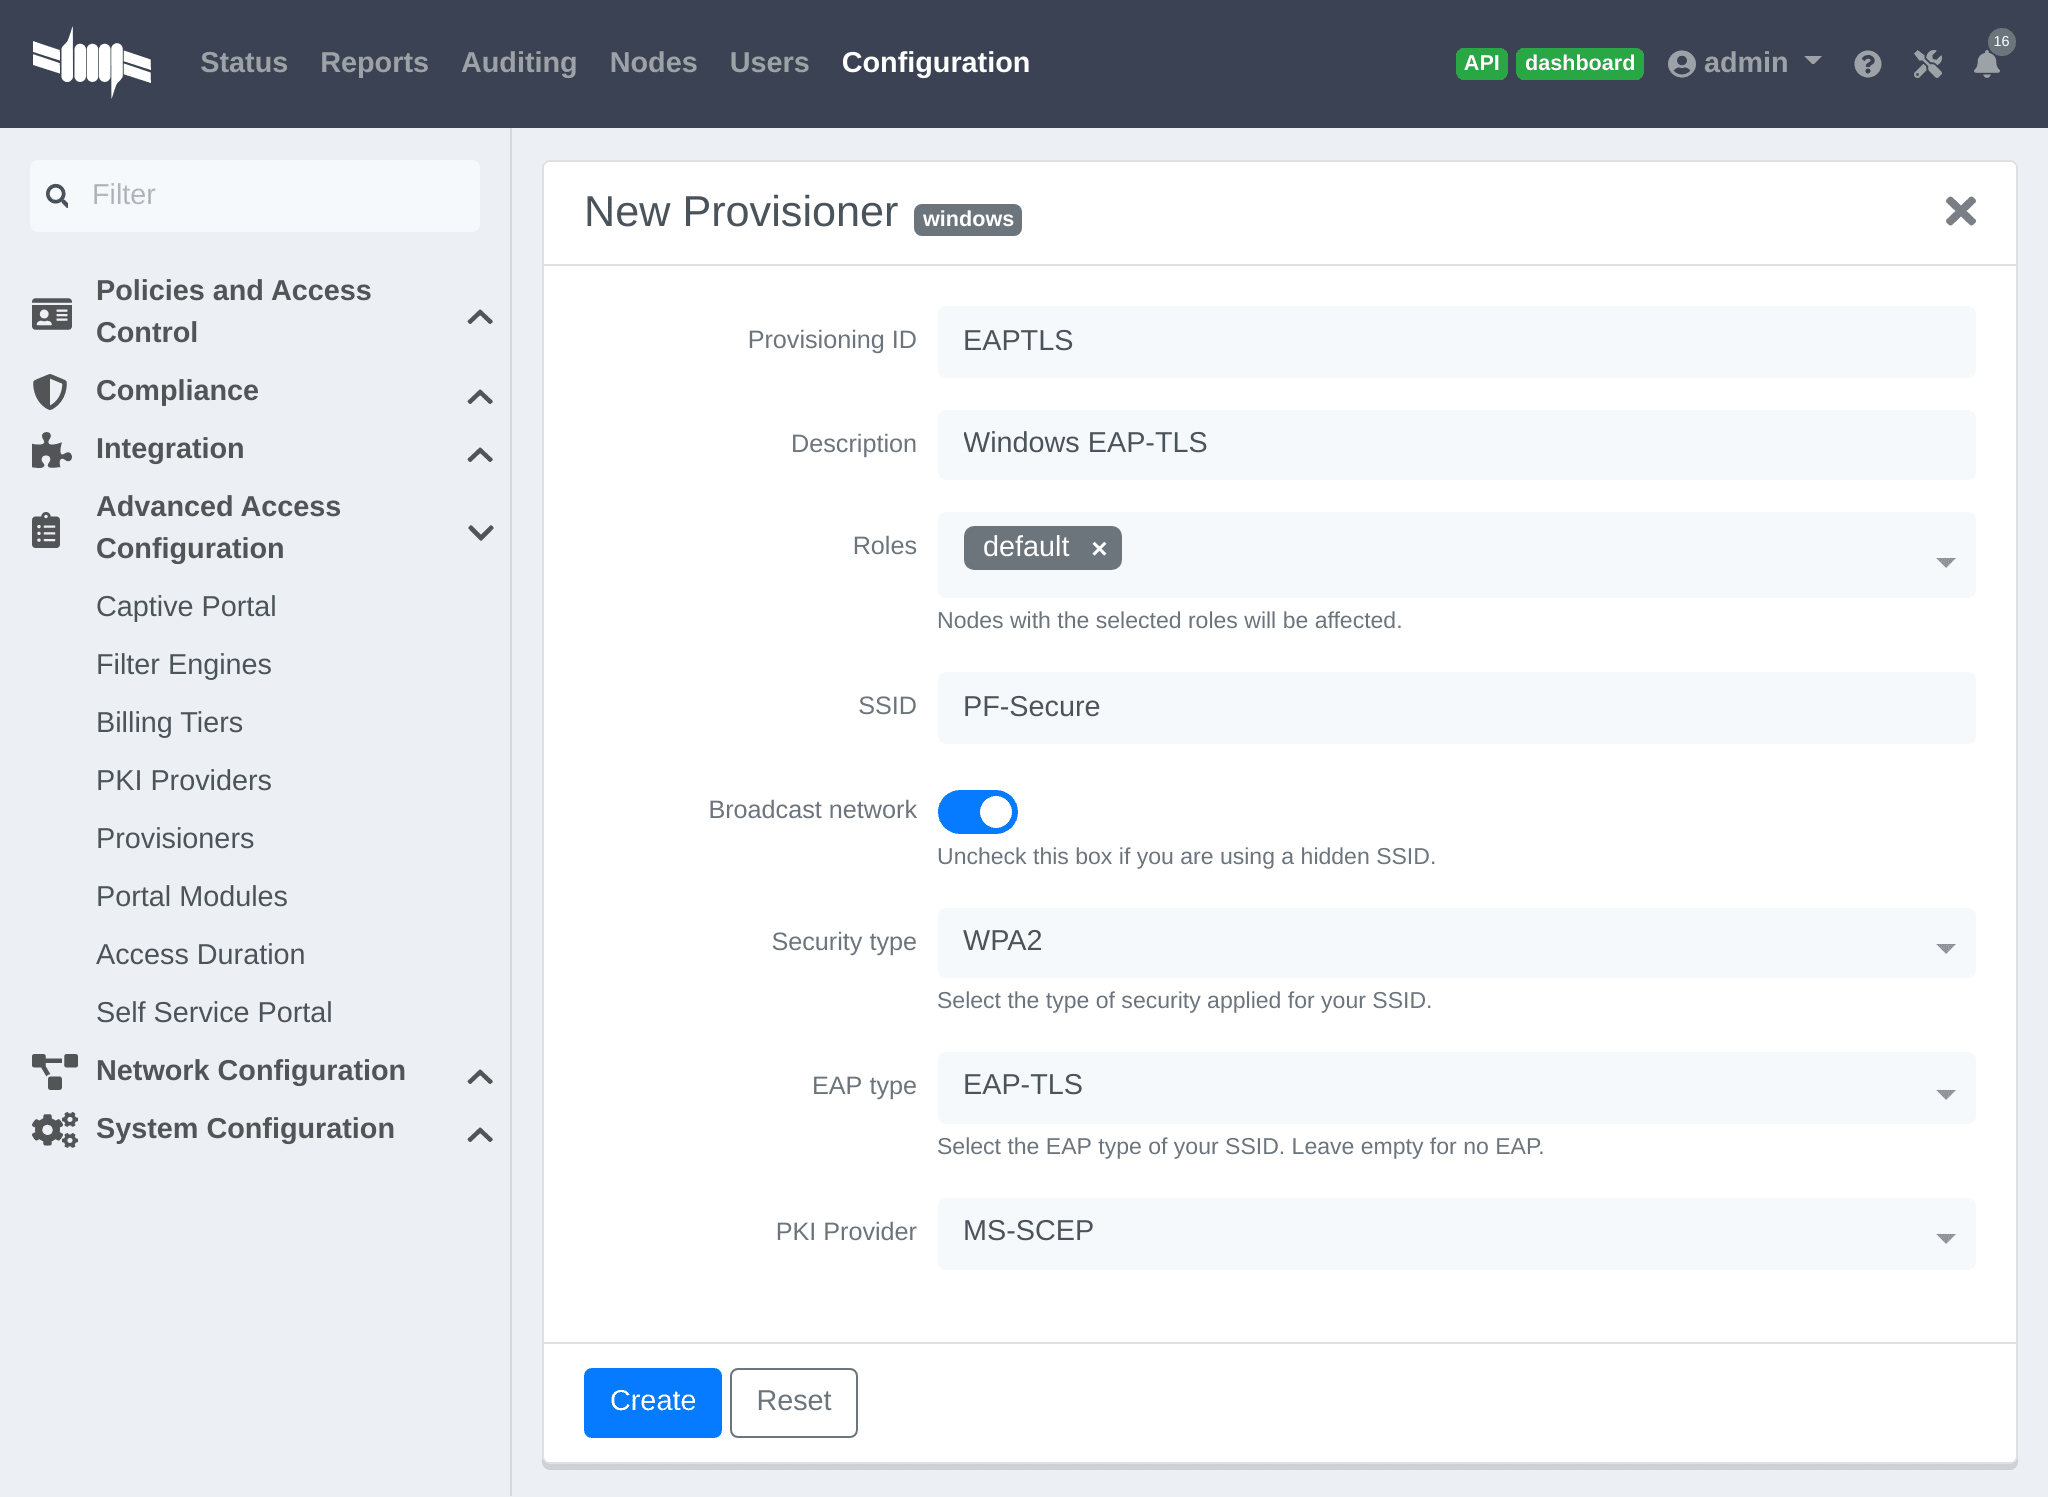 Status Reports Auditing Nodes Users Configuration API dashboard admin 16
Filter
Policies and Access
Control
Compliance
Integration
Advanced Access
Configuration
Captive Portal
Filter Engines
Billing Tiers
PKI Providers
Provisioners
Portal Modules
Access Duration
Self Service Portal
Network Configuration
System Configuration
New Provisioner windows
Provisioning ID EAPTLS
Description Windows EAP-TLS
Roles default
Nodes with the selected roles will be affected.
SSID PF-Secure
Broadcast network
Uncheck this box if you are using a hidden SSID.
Security type WPA2
Select the type of security applied for your SSID.
EAP type EAP-TLS
Select the EAP type of your SSID. Leave empty for no EAP.
PKI Provider MS-SCEP
Create Reset